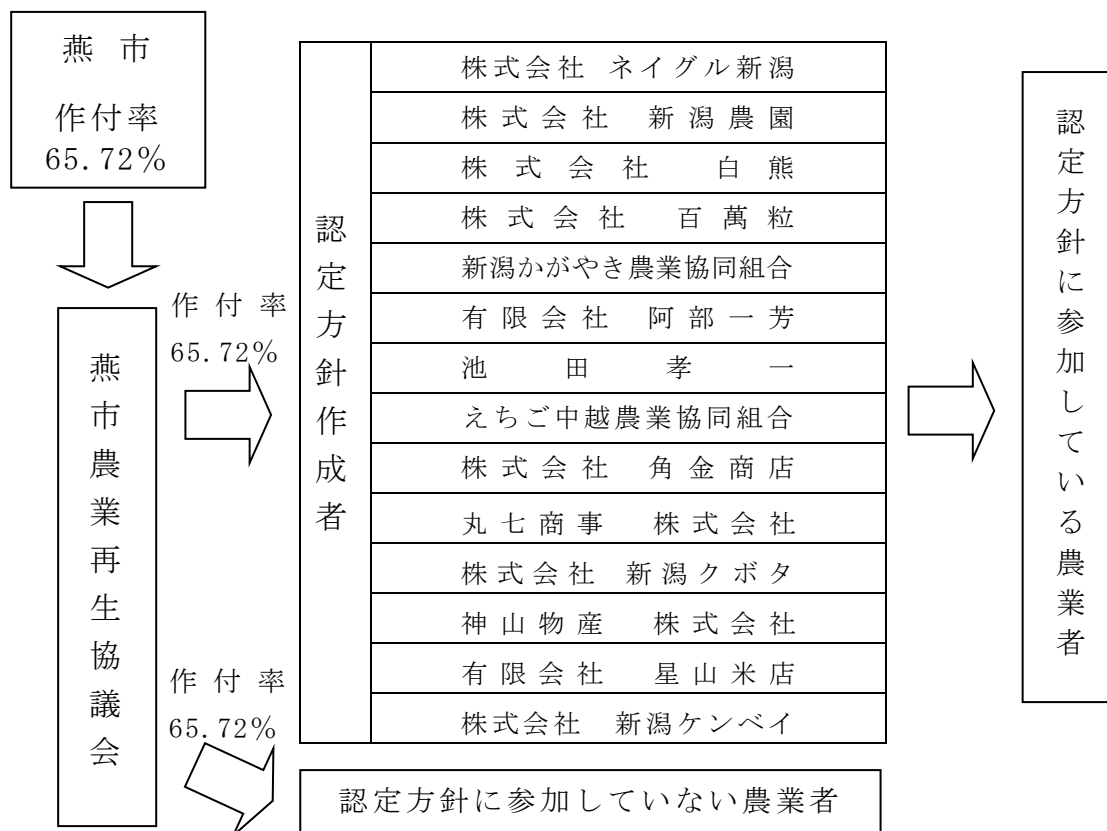 燕市
作付率
65.72%
燕市農業再生協議会
作付率
65.72%
作付率
65.72%
認定方針作成者
株式会社 ネイグル新潟
株式会社 新潟農園
株式会社 白熊
株式会社 百萬粒
新潟かがやき農業協同組合
有限会社 阿部一芳
池田孝一
えちご中越農業協同組合
株式会社 角金商店
丸七商事 株式会社
株式会社 新潟クボタ
神山物産 株式会社
有限会社 星山米店
株式会社 新潟ケンベイ
認定方針に参加していない農業者
認定方針に参加している農業者